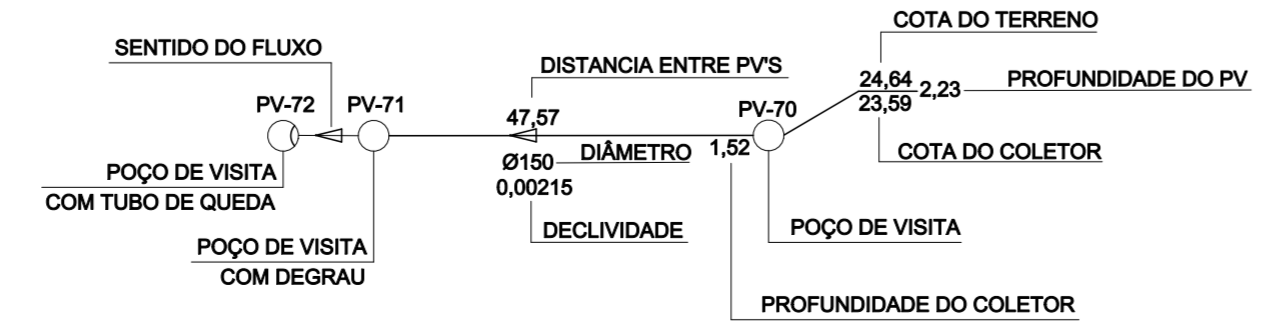 COTA DO TERRENO
SENTIDO DO FLUXO
DISTANCIA ENTRE PV'S
24,64
2,23
PROFUNDIDADE DO PV
23,59
PV-72
PV-71
47,57
PV-70
1,52
Ø150
DIÂMETRO
COTA DO COLETOR
0,00215
POÇO DE VISITA
COM TUBO DE QUEDA
DECLIVIDADE
POÇO DE VISITA
POÇO DE VISITA
COM DEGRAU
PROFUNDIDADE DO COLETOR